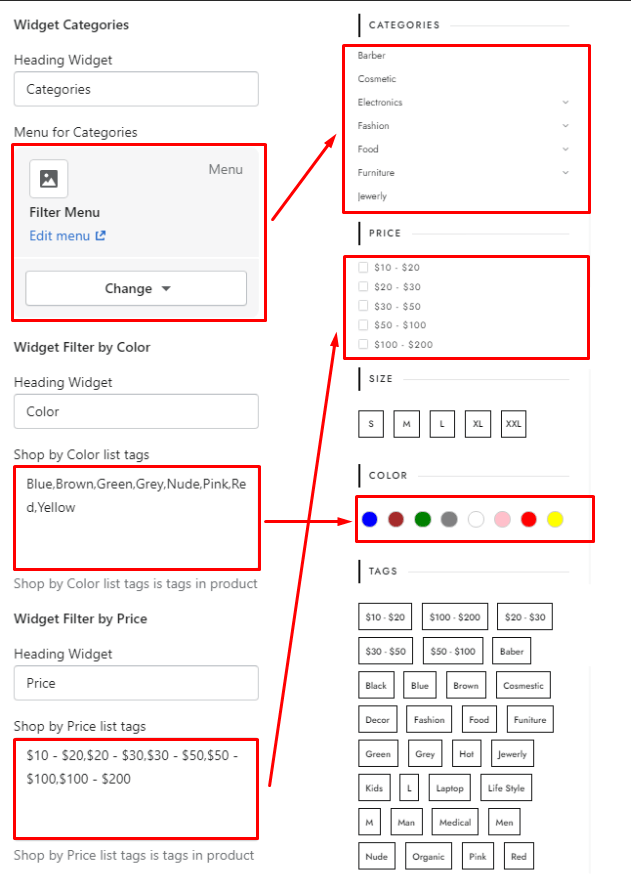 Widget Categories
Heading Widget
Categories
Menu for Categories
Menu
Filter Menu
Edit menu
Change
Widget Filter by Color
Heading Widget
Color
Shop by Color list tags
Blue,Brown,Green,Grey,Nude,Pink,Re
d,Yellow
Shop by Color list tags is tags in product
Widget Filter by Price
Heading Widget
Price
Shop by Price list tags
$10 - $20,$20 - $30,$30 - $50,$50 -
$100,$100 - $200
Shop by Price list tags is tags in product
CATEGORIES
Barber
Cosmetic
Electronics
Fashion
Food
Furniture
Jewerly
PRICE
$10 - $20
$20 - $30
$30 - $50
$50 - $100
$100 - $200
SIZE
S M L XL XXL
COLOR
TAGS
$10 - $20 $100 - $200 $20 - $30
$30 - $50 $50 - $100 Baber
Black Blue Brown Cosmestic
Decor Fashion Food Funiture
Green Grey Hot Jewerly
Kids L Laptop Life Style
M Man Medical Men
Nude Organic Pink Red